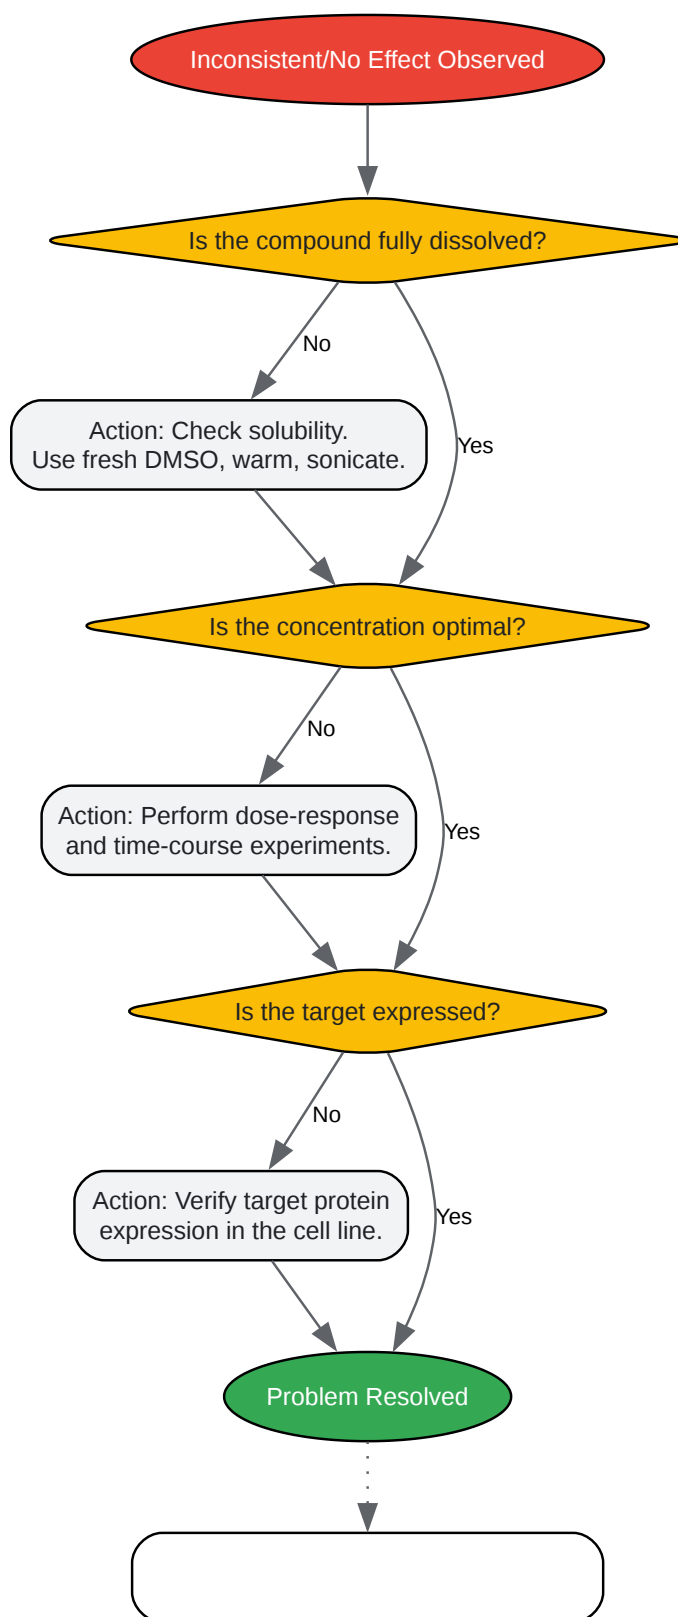 Inconsistent/No Effect Observed
Is the compound fully dissolved?
No
Action: Check solubility.
Use fresh DMSO, warm, sonicate.
Yes
Is the concentration optimal?
No
Action: Perform dose-response
and time-course experiments.
Yes
Is the target expressed?
No
Action: Verify target protein
expression in the cell line.
Yes
Problem Resolved